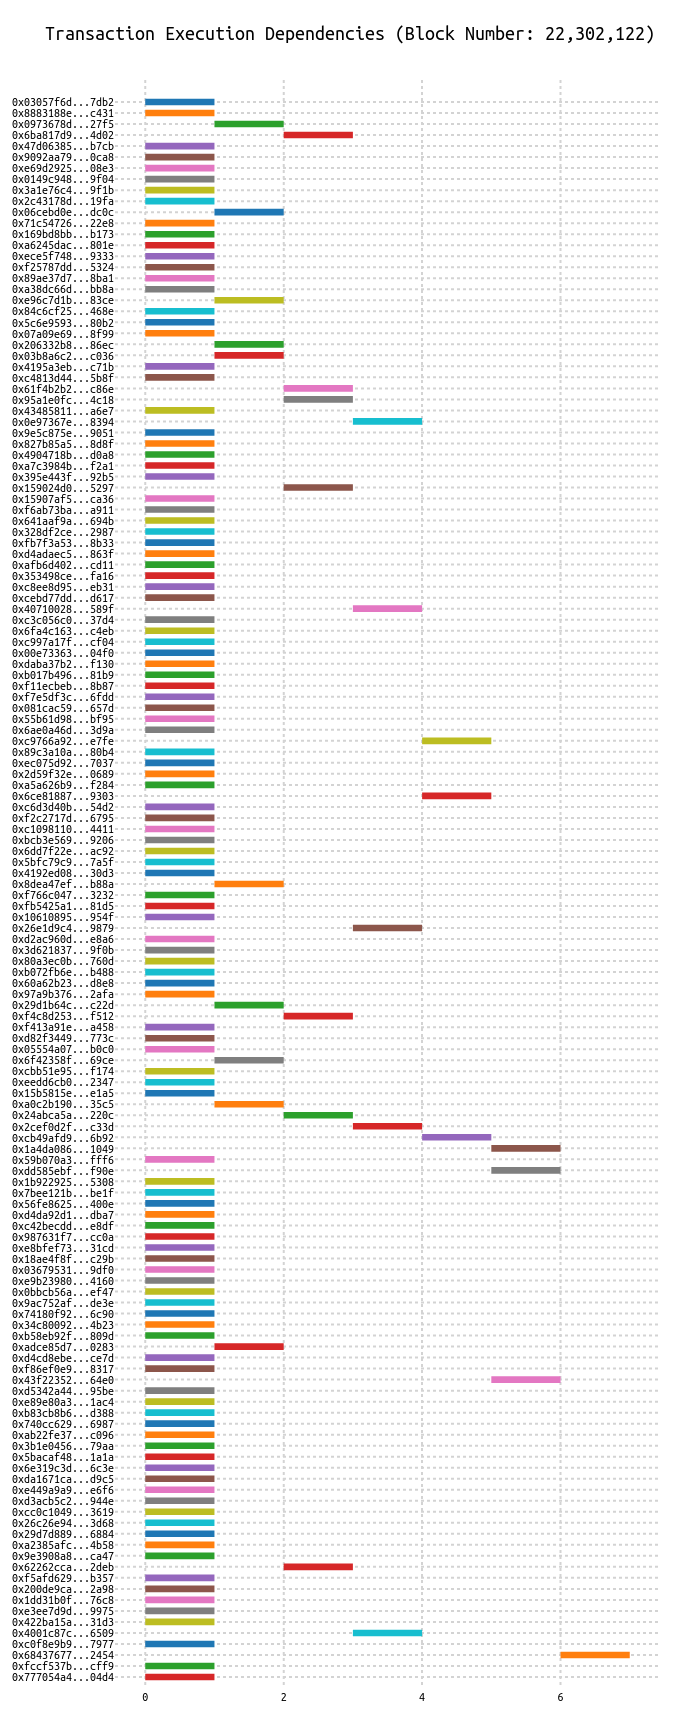 Transaction Execution Dependencies (Block Number: 22,302,122)
0x03057f6d...7db2
0x8883188e...c431
0x0973678d...27f5
0x6ba817d9...4d02
0x47d06385...b7cb
0x9092aa79...0ca8
0xe69d2925...08e3
0x0149c948...9f04
0x3a1e76c4...9f1b
0x2c43178d...19fa
0x06cebd0e...dc0c
0x71c54726...22e8
0x169bd8bb...b173
0xa6245dac...801e
0xece5f748...9333
0xf25787dd...5324
0x89ae37d7...8ba1
0xa38dc66d...bb8a
0xe96c7d1b...83ce
0x84c6cf25...468e
0x5c6e9593...80b2
0x07a09e69...8f99
0x206332b8...86ec
0x03b8a6c2...c036
0x4195a3eb...c71b
0xc4813d44...5b8f
0x61f4b2b2...c86e
0x95a1e0fc...4c18
0x43485811...a6e7
0x0e97367e...8394
0x9e5c875e...9051
0x827b85a5...8d8f
0x4904718b...d0a8
0xa7c3984b...f2a1
0x395e443f...92b5
0x159024d0...5297
0x15907af5...ca36
0xf6ab73ba...a911
0x641aaf9a...694b
0x328df2ce...2987
0xfb7f3a53...8b33
0xd4adaec5...863f
0xafb6d402...cd11
0x353498ce...fa16
0xc8ee8d95...eb31
0xcebd77dd...d617
0x40710028...589f
0xc3c056c0...37d4
0x6fa4c163...c4eb
0xc997a17f...cf04
0x00e73363...04f0
0xdaba37b2...f130
0xb017b496...81b9
0xf11ecbeb...8b87
0xf7e5df3c...6fdd
0x081cac59...657d
0x55b61d98...bf95
0x6ae0a46d...3d9a
0xc9766a92...e7fe
0x89c3a10a...80b4
0xec075d92...7037
0x2d59f32e...0689
0xa5a626b9...f284
0x6ce81887...9303
0xc6d3d40b...54d2
0xf2c2717d...6795
0xc1098110...4411
0xbcb3e569...9206
0x6dd7f22e...ac92
0x5bfc79c9...7a5f
0x4192ed08...30d3
0x8dea47ef...b88a
0xf766c047...3232
0xfb5425a1...81d5
0x10610895...954f
0x26e1d9c4...9879
0xd2ac960d...e8a6
0x3d621837...9f0b
0x80a3ec0b...760d
0xb072fb6e...b488
0x60a62b23...d8e8
0x97a9b376...2afa
0x29d1b64c...c22d
0xf4c8d253...f512
0xf413a91e...a458
0xd82f3449...773c
0x05554a07...b0c0
0x6f42358f...69ce
0xcbb51e95...f174
0xeedd6cb0...2347
0x15b5815e...e1a5
0xa0c2b190...35c5
0x24abca5a...220c
0x2cef0d2f...c33d
0xcb49afd9...6b92
0x1a4da086...1049
0x59b070a3...fff6
0xdd585ebf...f90e
0x1b922925...5308
0x7bee121b...be1f
0x56fe8625...400e
0xd4da92d1...dba7
0xc42becdd...e8df
0x987631f7...cc0a
0xe8bfef73...31cd
0x18ae4f8f...c29b
0x03679531...9df0
0xe9b23980...4160
0x0bbcb56a...ef47
0x9ac752af...de3e
0x74180f92...6c90
0x34c80092...4b23
0xb58eb92f...809d
0xadce85d7...0283
0xd4cd8ebe...ce7d
0xf86ef0e9...8317
0x43f22352...64e0
0xd5342a44...95be
0xe89e80a3...1ac4
0xb83cb8b6...d388
0x740cc629...6987
0xab22fe37...c096
0x3b1e0456...79aa
0x5bacaf48...1a1a
0x6e319c3d...6c3e
0xda1671ca...d9c5
0xe449a9a9...e6f6
0xd3acb5c2...944e
0xcc0c1049...3619
0x26c26e94...3d68
0x29d7d889...6884
0xa2385afc...4b58
0x9e3908a8...ca47
0x62262cca...2deb
0xf5afd629...b357
0x200de9ca...2a98
0x1dd31b0f...76c8
0xe3ee7d9d...9975
0x422ba15a...31d3
0x4001c87c...6509
0xc0f8e9b9...7977
0x68437677...2454
0xfccf537b...cff9
0x777054a4...04d4
0 2 4 6